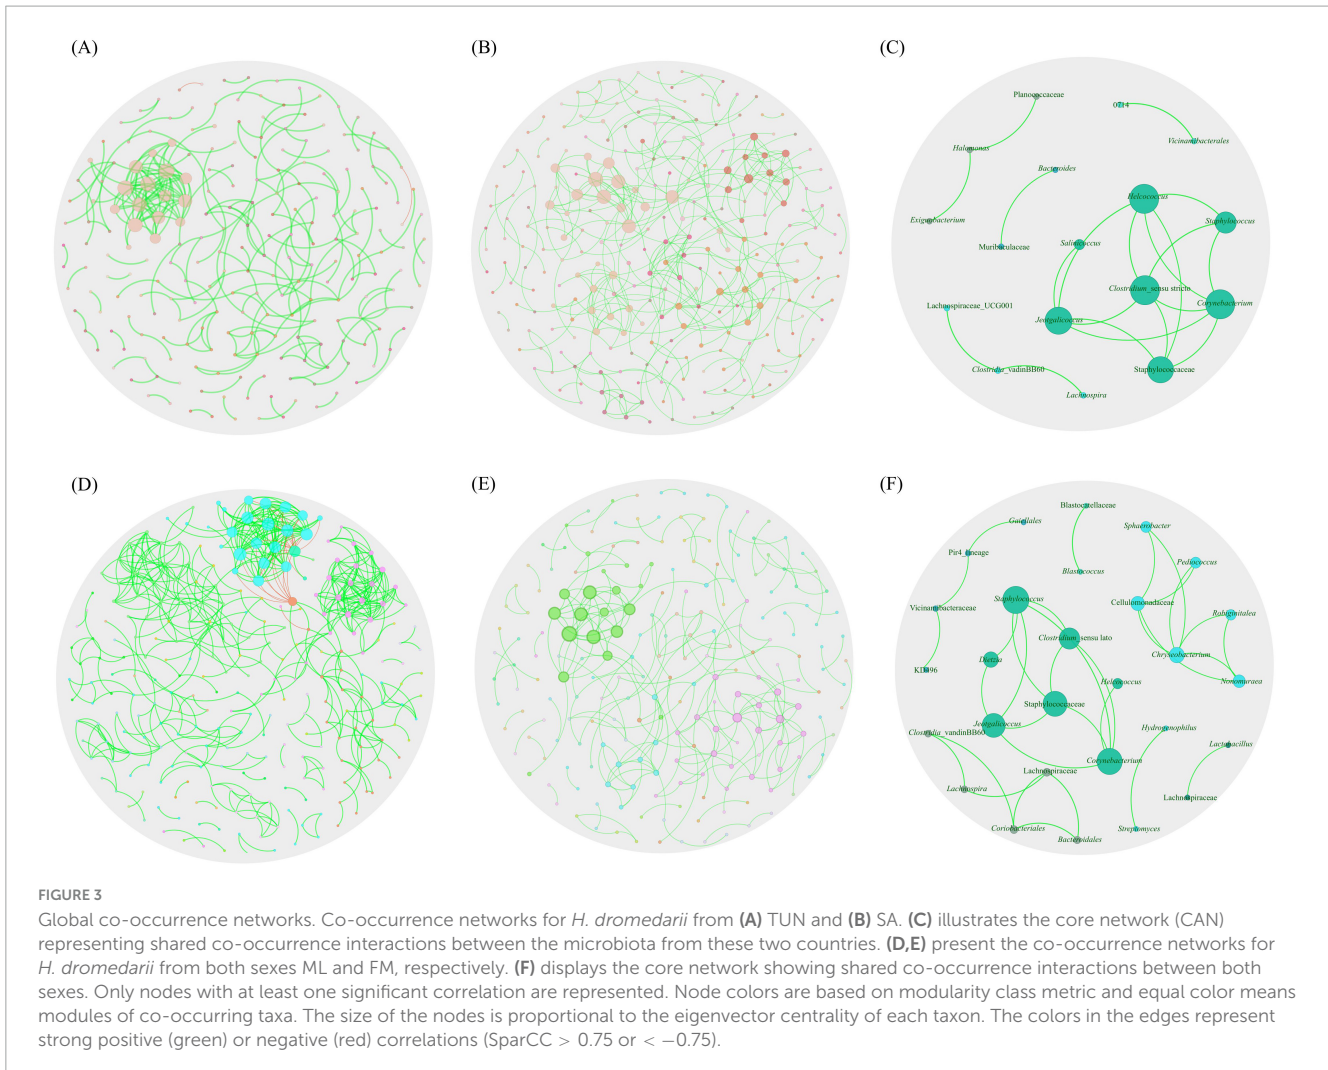 (A)
(B)
(C)
Planococcaceae
0714
Halomonas
Vicinamibacterales
Bacteroides
Helcococcus
Exiguobacterium
Staphylococcus
Muribaculaceae
Salinicoccus
Clostridium_sensu stricto
Lachnospiraceae_UCG001
Corynebacterium
Jeotgalicoccus
Clostridia_vadinBB60
Staphylococcaceae
Lachnospira
(D)
(E)
(F)
Blastocatellaceae
Gaiellales
Sphaerobacter
Pir4_lineage
Pediococcus
Blastococcus
Cellulomonadaceae
Staphylococcus
Vicinamibacteraceae
Rubiginitalea
Clostridium_sensu lato
Chryseobacterium
Dietzia
KD496
Helcococcus
Nonomuraea
Staphylococcaceae
Jeotgalicoccus
Clostridia_vandinBB60
Hydrogenophilus
Lactobacillus
Corynebacterium
Lachnospiraceae
Lachnospira
Lachnospiraceae
Coriobacteriales
Streptomyces
Bacteroidales
FIGURE 3
Global co-occurrence networks. Co-occurrence networks for H. dromedarii from (A) TUN and (B) SA. (C) illustrates the core network (CAN)
representing shared co-occurrence interactions between the microbiota from these two countries. (D,E) present the co-occurrence networks for
H. dromedarii from both sexes ML and FM, respectively. (F) displays the core network showing shared co-occurrence interactions between both
sexes. Only nodes with at least one significant correlation are represented. Node colors are based on modularity class metric and equal color means
modules of co-occurring taxa. The size of the nodes is proportional to the eigenvector centrality of each taxon. The colors in the edges represent
strong positive (green) or negative (red) correlations (SparCC > 0.75 or < −0.75).